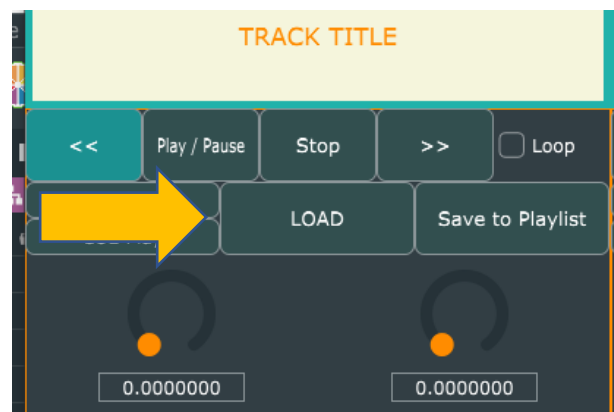 TRACK TITLE
<< Play / Pause Stop >> Loop
LOAD Save to Playlist
0.0000000 0.0000000